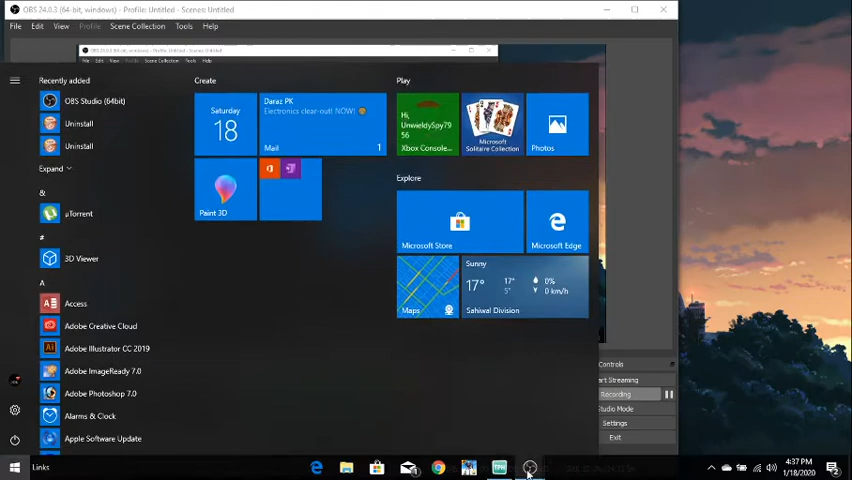 OBS 24.0.3 (64-bit, windows) - Profile: Untitled - Scenes: Untitled
File Edit View Profile Scene Collection Tools Help
Recently added
OBS Studio (64bit)
Uninstall
Uninstall
Expand
&
µTorrent
#
3D Viewer
A
Access
Adobe Creative Cloud
Adobe Illustrator CC 2019
Adobe ImageReady 7.0
Adobe Photoshop 7.0
Alarms & Clock
Apple Software Update
Create
Saturday
18
Daraz PK
Electronics clear-out! NOW!
Mail 1
Paint 3D
Play
Hi,
UnwieldySpy79
56
Xbox Console...
Microsoft
Solitaire Collection
Photos
Explore
Microsoft Store
Microsoft Edge
Maps
Sunny
17° 17° 0%
5° 0 km/h
Sahiwal Division
Controls
art Streaming
Recording
Studio Mode
Settings
Exit
Links
TPH
4:37 PM
1/18/2020
2